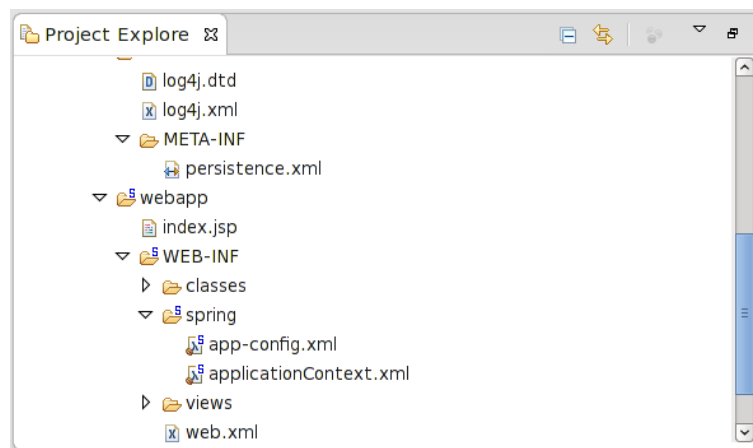 Project Explore
log4j.dtd
log4j.xml
META-INF
persistence.xml
webapp
index.jsp
WEB-INF
classes
spring
app-config.xml
applicationContext.xml
views
web.xml